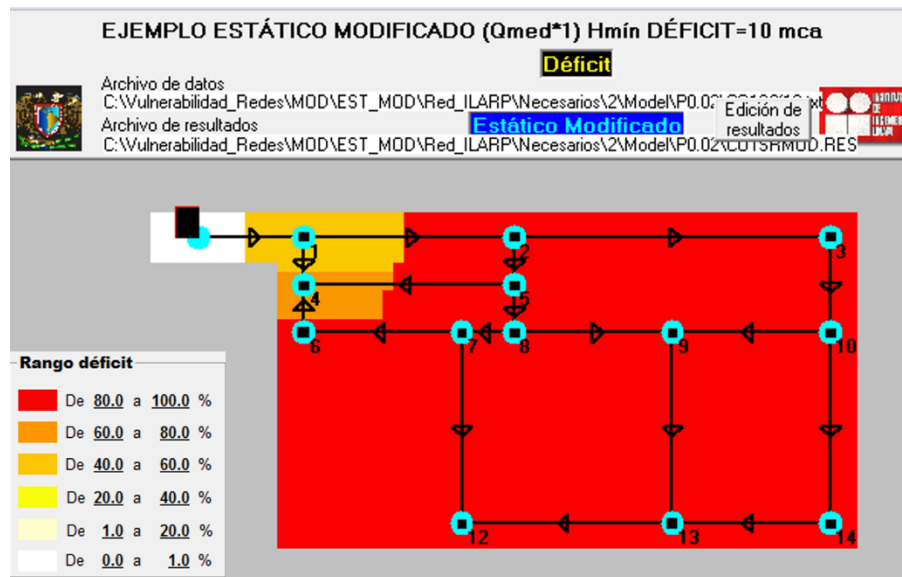 EJEMPLO ESTÁTICO MODIFICADO (Qmed*1) Hmín DÉFICIT=10 mca
Déficit
Archivo de datos
C:\Vulnerabilidad_Redes\MOD\EST_MOD\Red_ILARP\Necesarios\2\Model\P0.02\
Edición de
resultados
Archivo de resultados
Estático Modificado
C:\Vulnerabilidad_Redes\MOD\EST_MOD\Red_ILARP\Necesarios\2\Model\P0.02\COTSRMOD.RES
1
2
3
4
5
6
7
8
9
10
12
13
14
Rango déficit
De 80.0 a 100.0 %
De 60.0 a 80.0 %
De 40.0 a 60.0 %
De 20.0 a 40.0 %
De 1.0 a 20.0 %
De 0.0 a 1.0 %